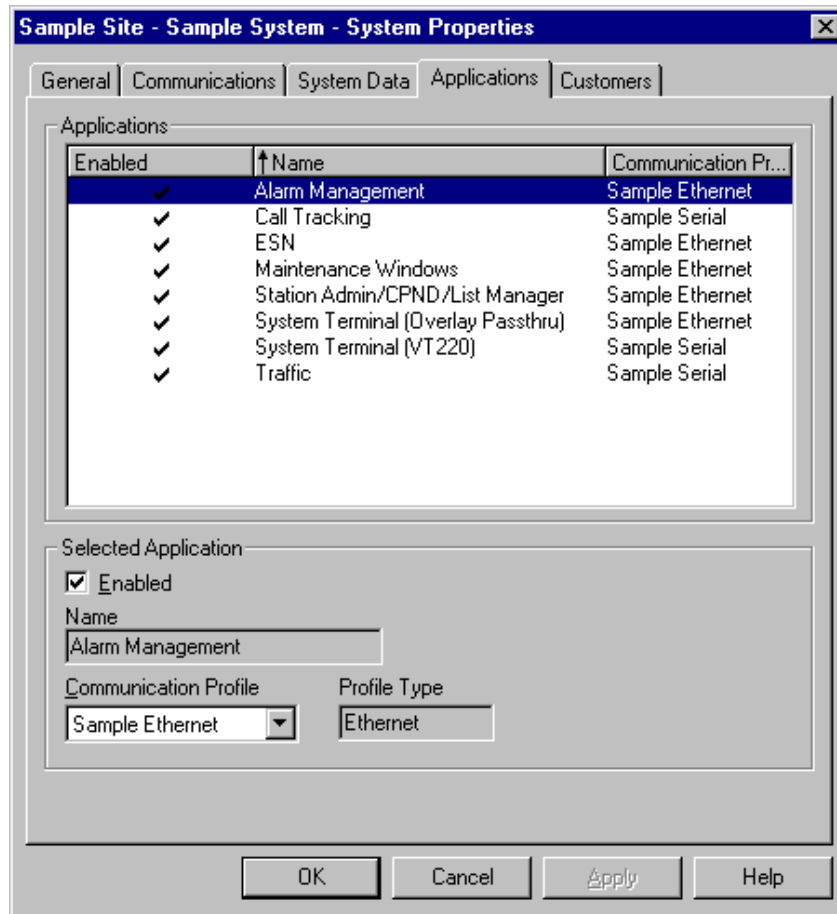 Sample Site - Sample System - System Properties
General Communications System Data Applications Customers
Applications
Enabled Name Communication Pr...
Alarm Management Sample Ethernet
Call Tracking Sample Serial
ESN Sample Ethernet
Maintenance Windows Sample Ethernet
Station Admin/CPND/List Manager Sample Ethernet
System Terminal (Overlay Passthru) Sample Ethernet
System Terminal (VT220) Sample Serial
Traffic Sample Serial
Selected Application
Enabled
Name
Alarm Management
Communication Profile Profile Type
Sample Ethernet Ethernet
OK Cancel Apply Help